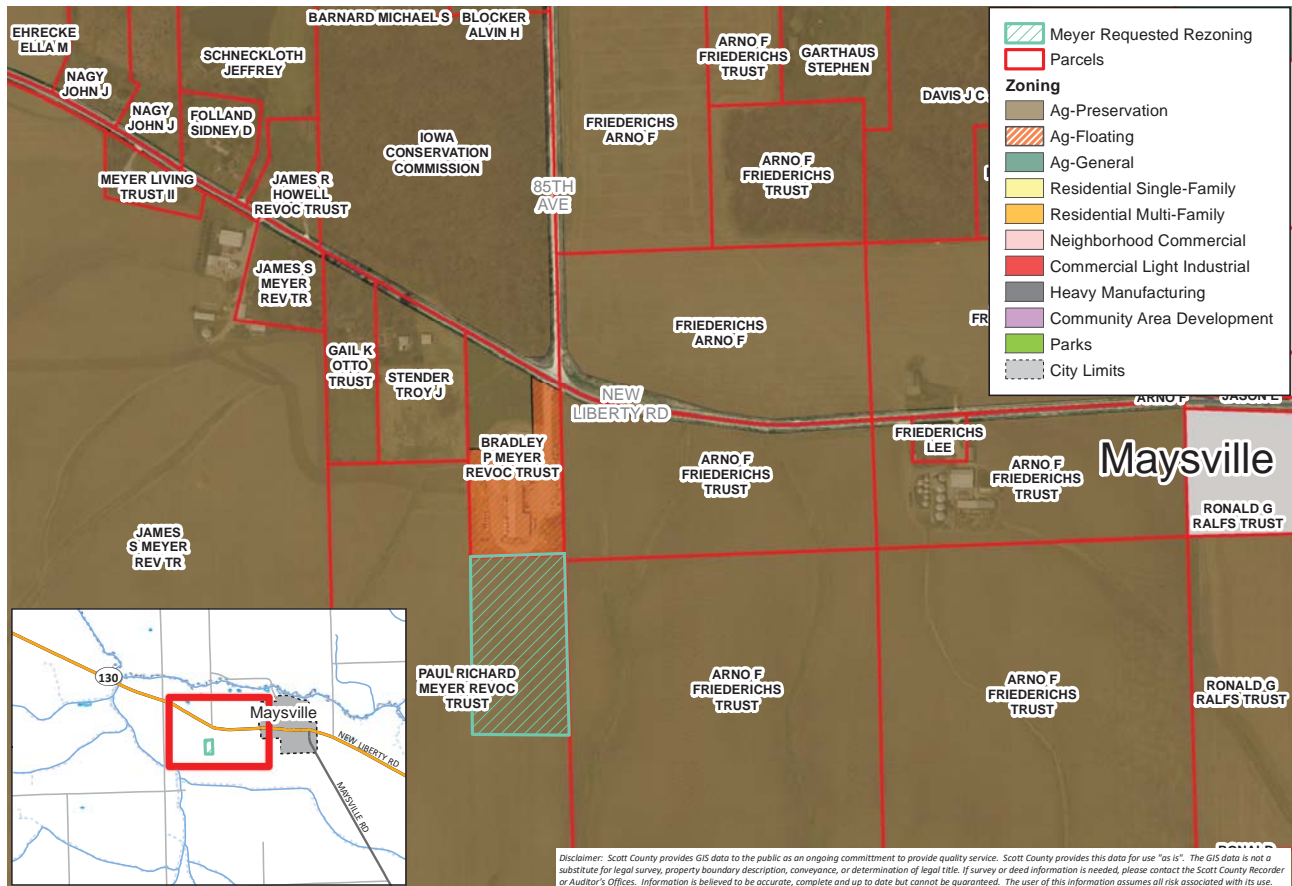 BARNARD MICHAEL S
BLOCKER
ALVIN H
EHRECKE
ELLA M
SCHNECKLOTH
JEFFREY
NAGY
JOHN J
NAGY
JOHN J
FOLLAND
SIDNEY D
MEYER LIVING
TRUST II
JAMES R
HOWELL
REVOC TRUST
IOWA
CONSERVATION
COMMISSION
85TH
AVE
FRIEDERICHS
ARNO F
ARNO F
FRIEDERICHS
TRUST
GARTHAUS
STEPHEN
DAVIS J C
ARNO F
FRIEDERICHS
TRUST
JAMES S
MEYER
REV TR
GAIL K
OTTO
TRUST
STENDER
TROY J
FRIEDERICHS
ARNO F
FR
NEW
LIBERTY RD
ARNO F
JASON L
BRADLEY
P MEYER
REVOC TRUST
ARNO F
FRIEDERICHS
TRUST
FRIEDERICHS
LEE
ARNO F
FRIEDERICHS
TRUST
Maysville
RONALD G
RALFS TRUST
JAMES
S MEYER
REV TR
PAUL RICHARD
MEYER REVOC
TRUST
ARNO F
FRIEDERICHS
TRUST
ARNO F
FRIEDERICHS
TRUST
RONALD G
RALFS TRUST
RONALD
Meyer Requested Rezoning
Parcels
Zoning
Ag-Preservation
Ag-Floating
Ag-General
Residential Single-Family
Residential Multi-Family
Neighborhood Commercial
Commercial Light Industrial
Heavy Manufacturing
Community Area Development
Parks
City Limits
130
Maysville
NEW LIBERTY RD
MAYSVILLE RD
Disclaimer: Scott County provides GIS data to the public as an ongoing committment to provide quality service. Scott County provides this data for use "as is". The GIS data is not a
substitute for legal survey, property boundary description, conveyance, or determination of legal title. If survey or deed information is needed, please contact the Scott County Recorder
or Auditor's Offices. Information is believed to be accurate, complete and up to date but cannot be guaranteed. The user of this information assumes all risk associated with its use.